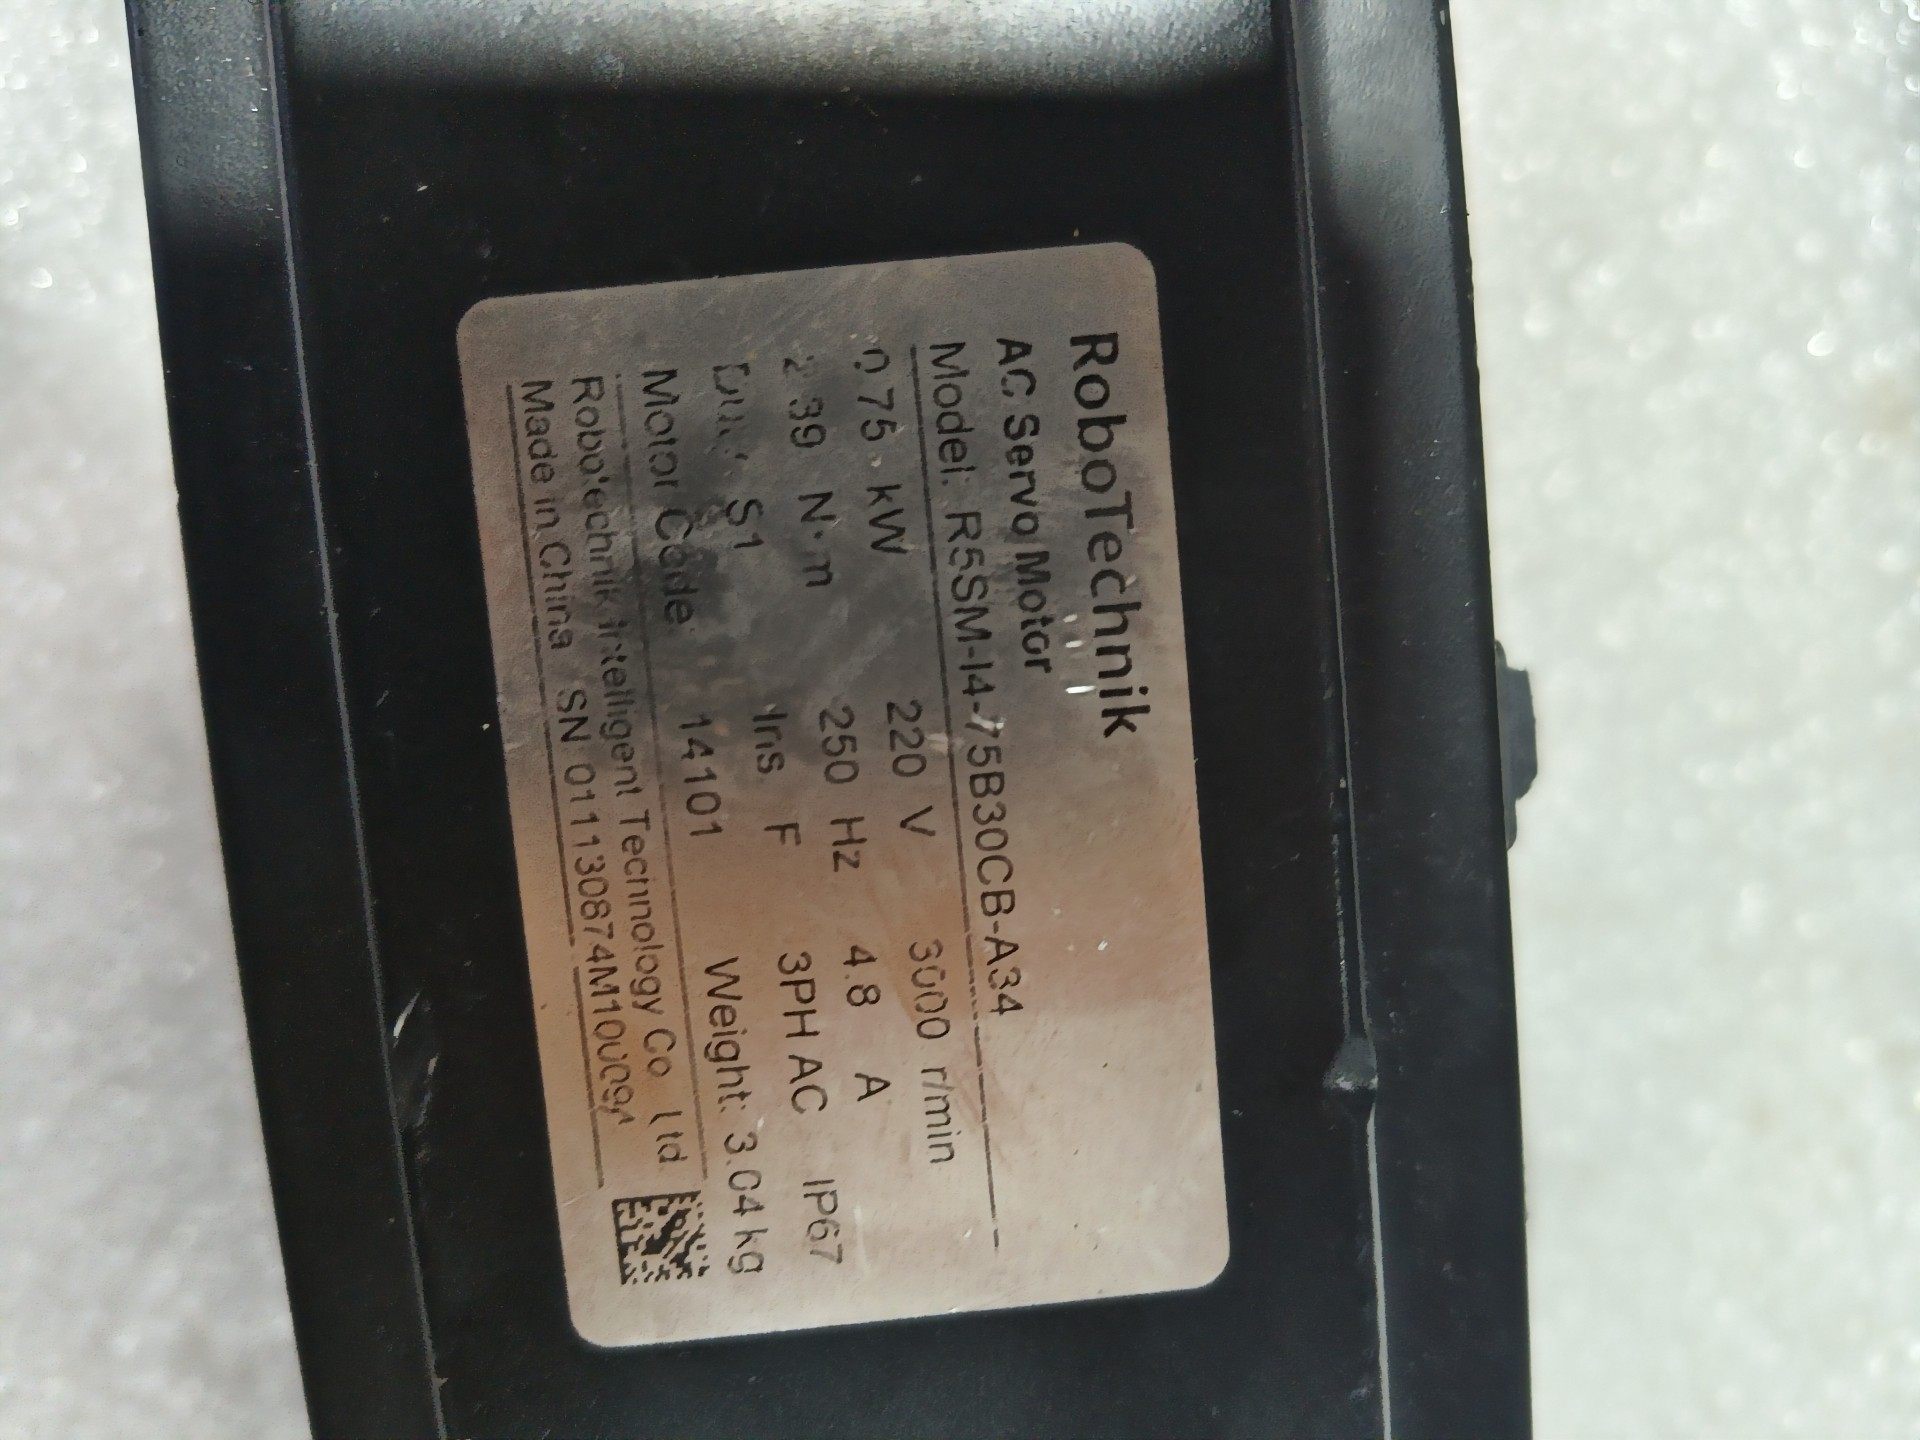 RoboTechnik
AC Servo Motor
Model: R5SM-I4-75B30CB-A34
0.75 kW 220 V 3000 r/min
2.39 N·m 250 Hz 4.8 A
Duty S1 Ins F 3PH AC IP67
Motor Code 14101 Weight: 3.04 kg
Robotechnik Intelligent Technology Co., Ltd
Made in China SN